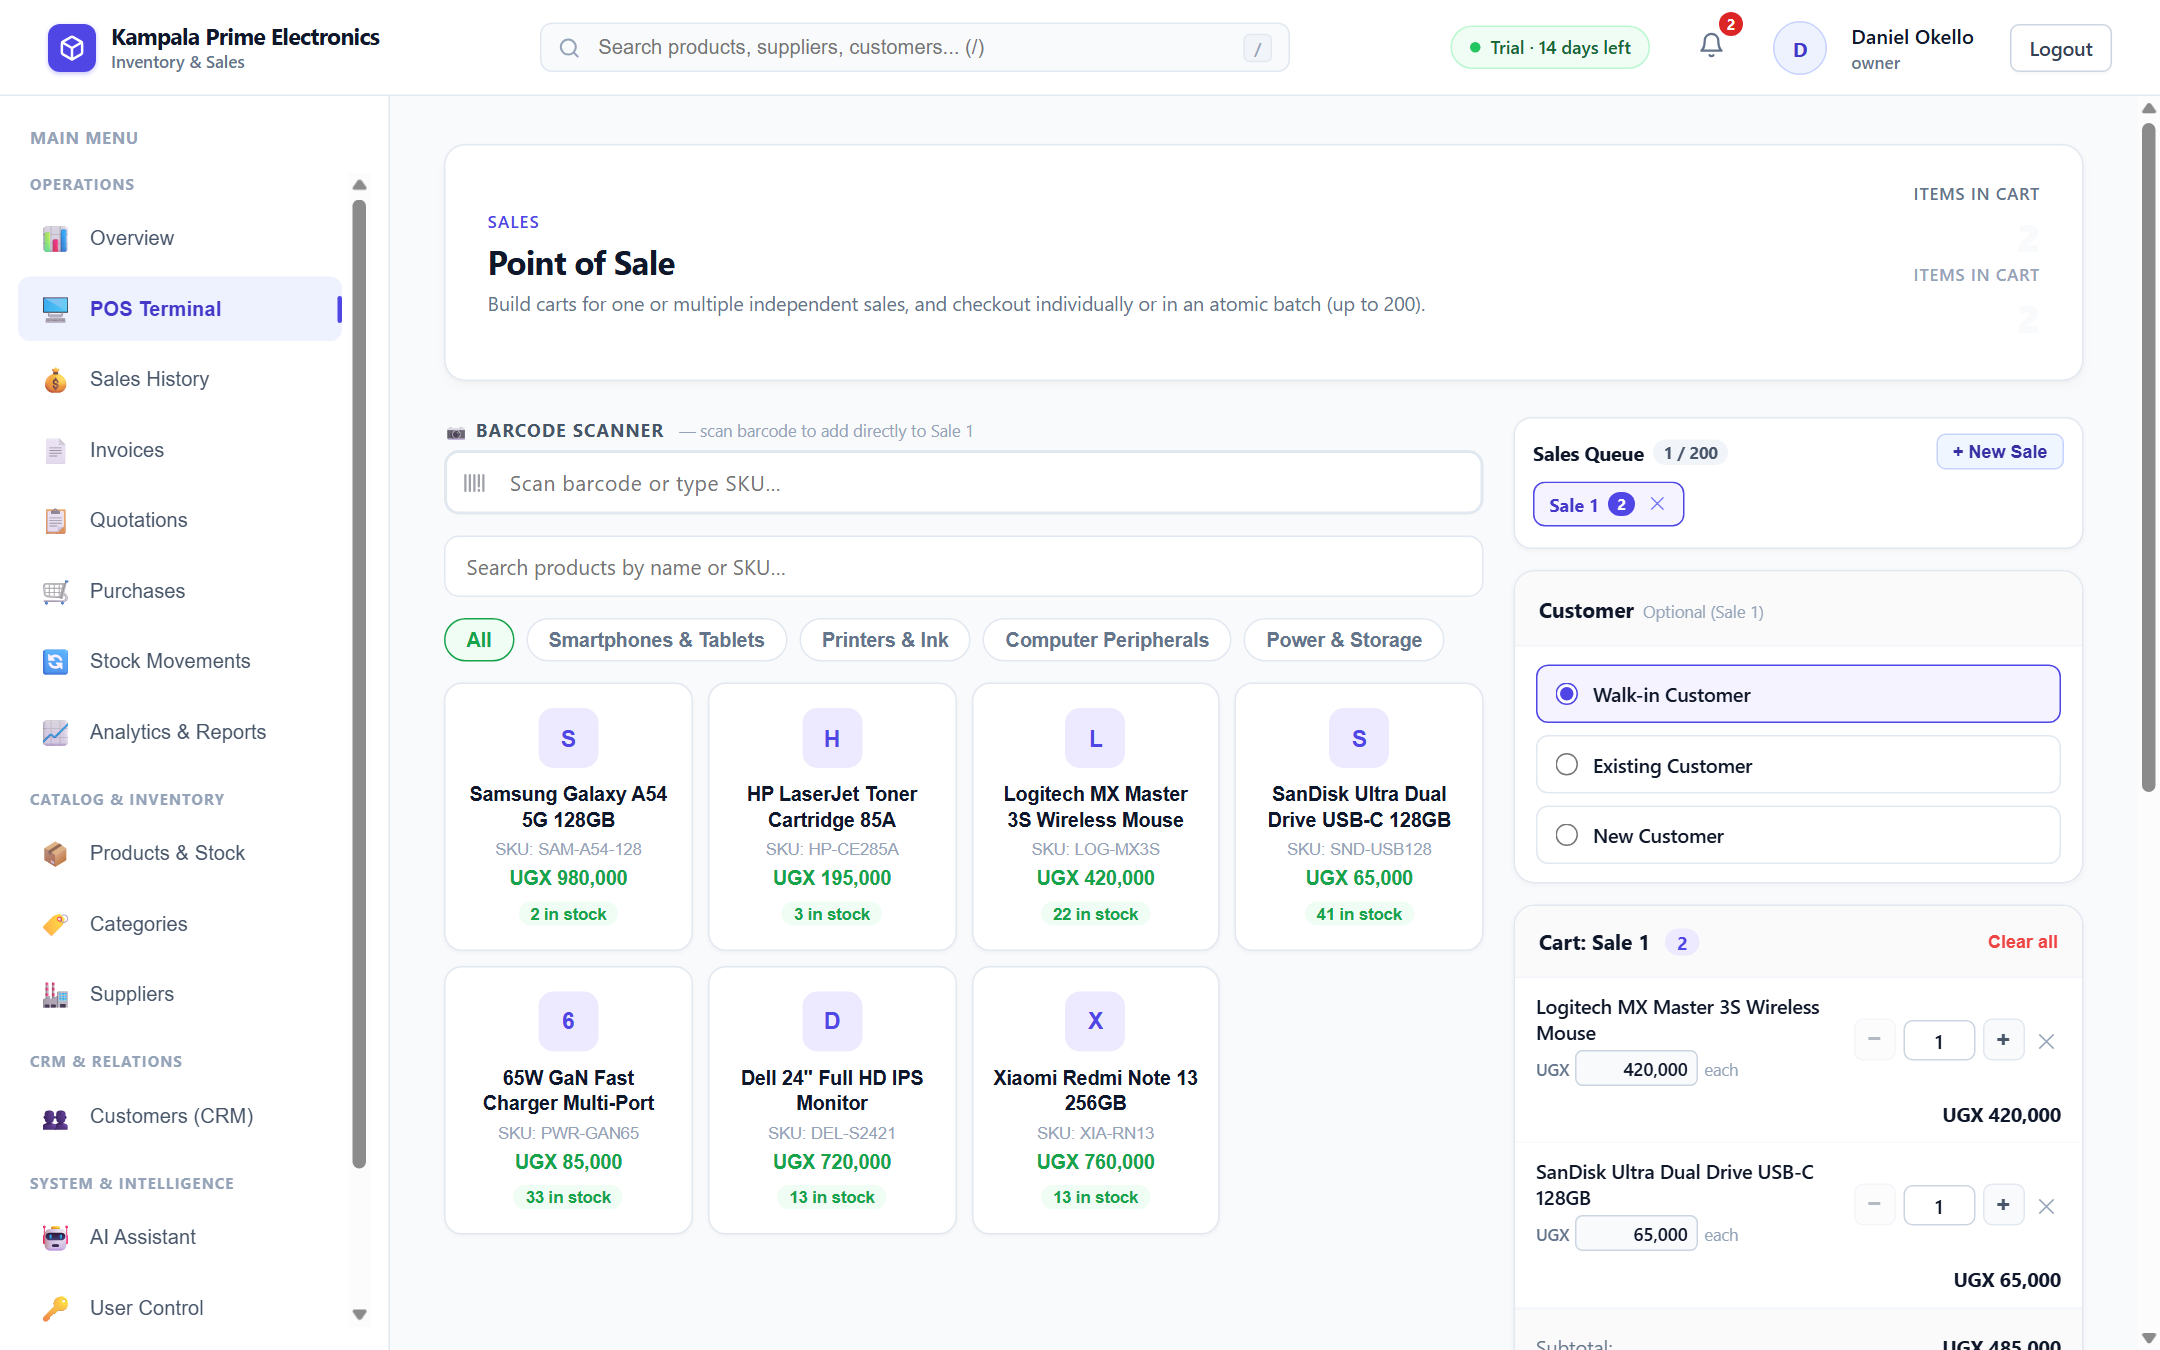 Kampala Prime Electronics
Inventory & Sales
Search products, suppliers, customers... (/)
/
Trial · 14 days left
2
D
Daniel Okello
owner
Logout
MAIN MENU
OPERATIONS
Overview
POS Terminal
Sales History
Invoices
Quotations
Purchases
Stock Movements
Analytics & Reports
CATALOG & INVENTORY
Products & Stock
Categories
Suppliers
CRM & RELATIONS
Customers (CRM)
SYSTEM & INTELLIGENCE
AI Assistant
User Control
SALES
Point of Sale
Build carts for one or multiple independent sales, and checkout individually or in an atomic batch (up to 200).
ITEMS IN CART
2
ITEMS IN CART
2
BARCODE SCANNER — scan barcode to add directly to Sale 1
Scan barcode or type SKU...
Search products by name or SKU...
All
Smartphones & Tablets
Printers & Ink
Computer Peripherals
Power & Storage
S
Samsung Galaxy A54
5G 128GB
SKU: SAM-A54-128
UGX 980,000
2 in stock
H
HP LaserJet Toner
Cartridge 85A
SKU: HP-CE285A
UGX 195,000
3 in stock
L
Logitech MX Master
3S Wireless Mouse
SKU: LOG-MX3S
UGX 420,000
22 in stock
S
SanDisk Ultra Dual
Drive USB-C 128GB
SKU: SND-USB128
UGX 65,000
41 in stock
6
65W GaN Fast
Charger Multi-Port
SKU: PWR-GAN65
UGX 85,000
33 in stock
D
Dell 24" Full HD IPS
Monitor
SKU: DEL-S2421
UGX 720,000
13 in stock
X
Xiaomi Redmi Note 13
256GB
SKU: XIA-RN13
UGX 760,000
13 in stock
Sales Queue 1 / 200
+ New Sale
Sale 1 2
Customer Optional (Sale 1)
Walk-in Customer
Existing Customer
New Customer
Cart: Sale 1 2
Clear all
Logitech MX Master 3S Wireless
Mouse
UGX 420,000 each
− 1 +
UGX 420,000
SanDisk Ultra Dual Drive USB-C
128GB
UGX 65,000 each
− 1 +
UGX 65,000
Subtotal:
UGX 485,000